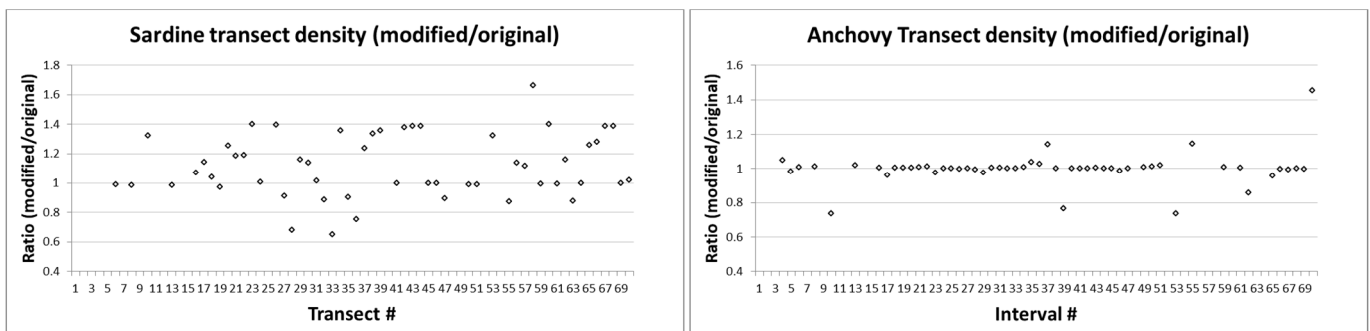 Sardine transect density (modified/original)
Ratio (modified/original)
1.8
1.6
1.4
1.2
1
0.8
0.6
0.4
1 3 5 7 9 11 13 15 17 19 21 23 25 27 29 31 33 35 37 39 41 43 45 47 49 51 53 55 57 59 61 63 65 67 69
Transect #
Anchovy Transect density (modified/original)
Ratio (modified/original)
1.6
1.4
1.2
1
0.8
0.6
0.4
1 3 5 7 9 11 13 15 17 19 21 23 25 27 29 31 33 35 37 39 41 43 45 47 49 51 53 55 57 59 61 63 65 67 69
Interval #